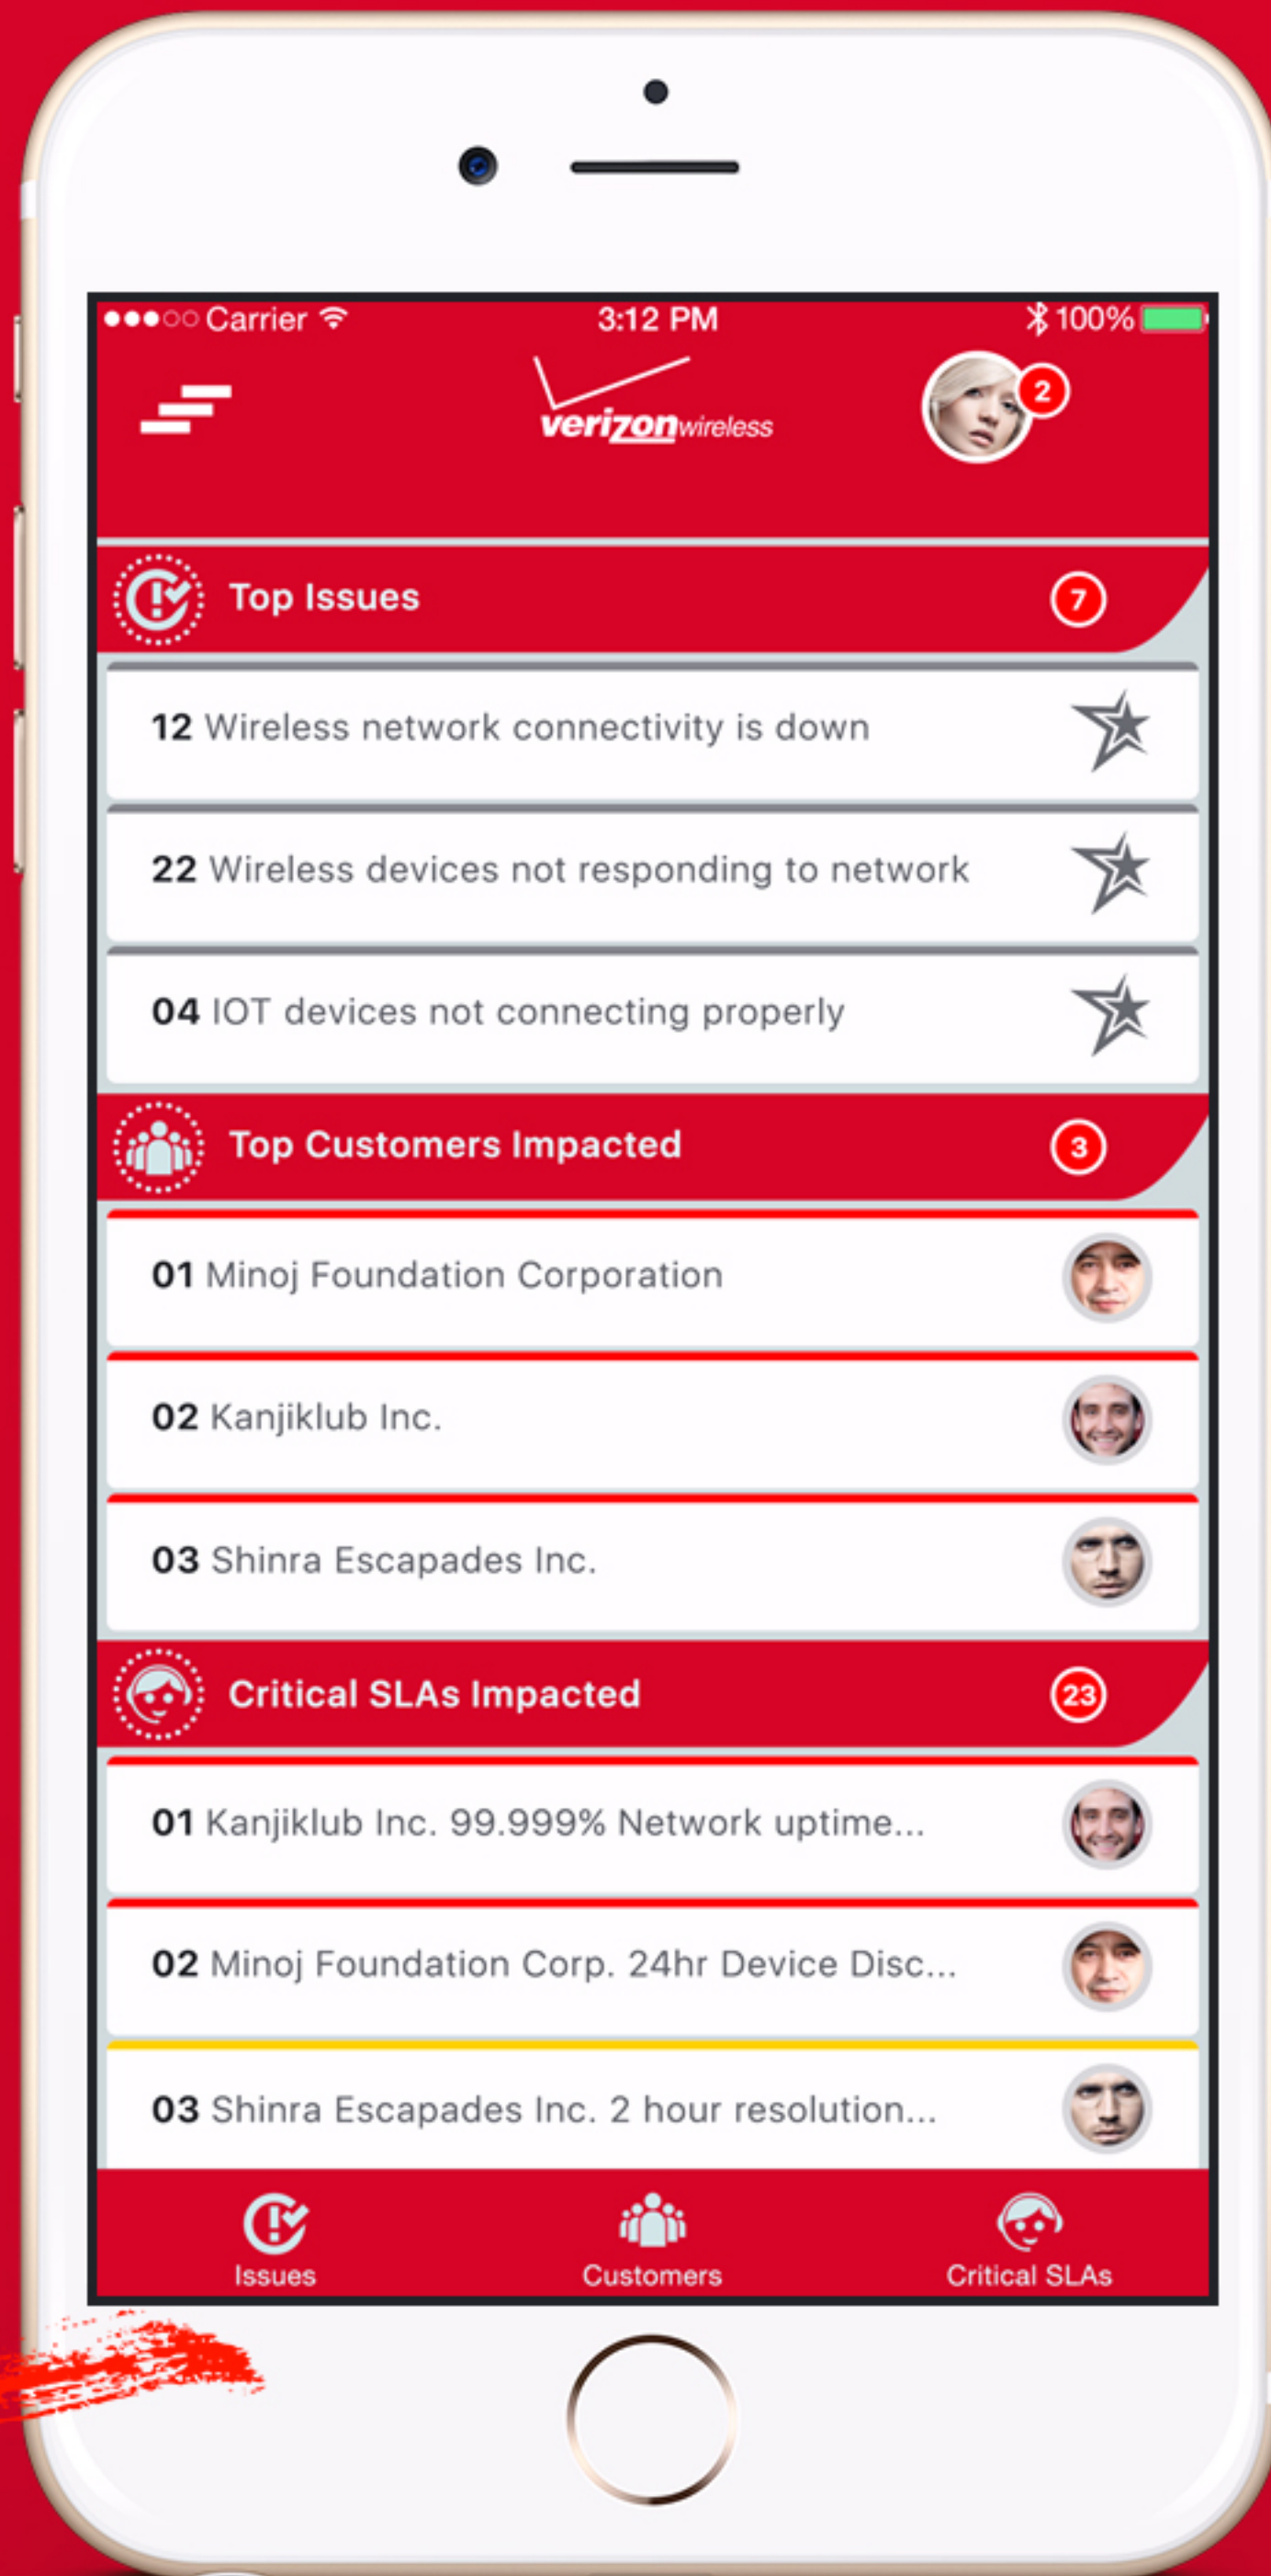 Carrier 3:12 PM 100%
verizonwireless
2
Top Issues 7
12 Wireless network connectivity is down
22 Wireless devices not responding to network
04 IOT devices not connecting properly
Top Customers Impacted 3
01 Minoj Foundation Corporation
02 Kanjiklub Inc.
03 Shinra Escapades Inc.
Critical SLAs Impacted 23
01 Kanjiklub Inc. 99.999% Network uptime...
02 Minoj Foundation Corp. 24hr Device Disc...
03 Shinra Escapades Inc. 2 hour resolution...
Issues Customers Critical SLAs